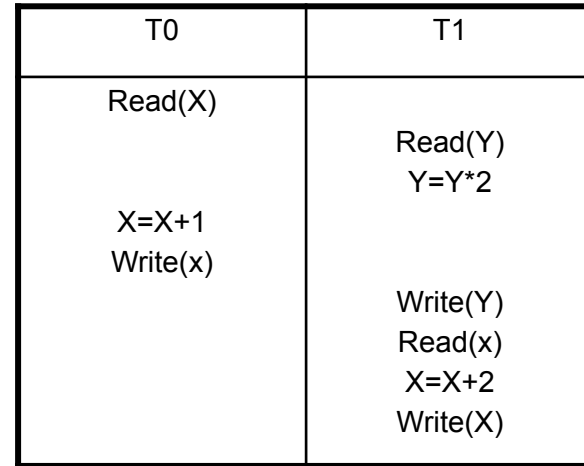 T0 T1
Read(X)
Read(Y)
Y=Y*2
X=X+1
Write(x)
Write(Y)
Read(x)
X=X+2
Write(X)